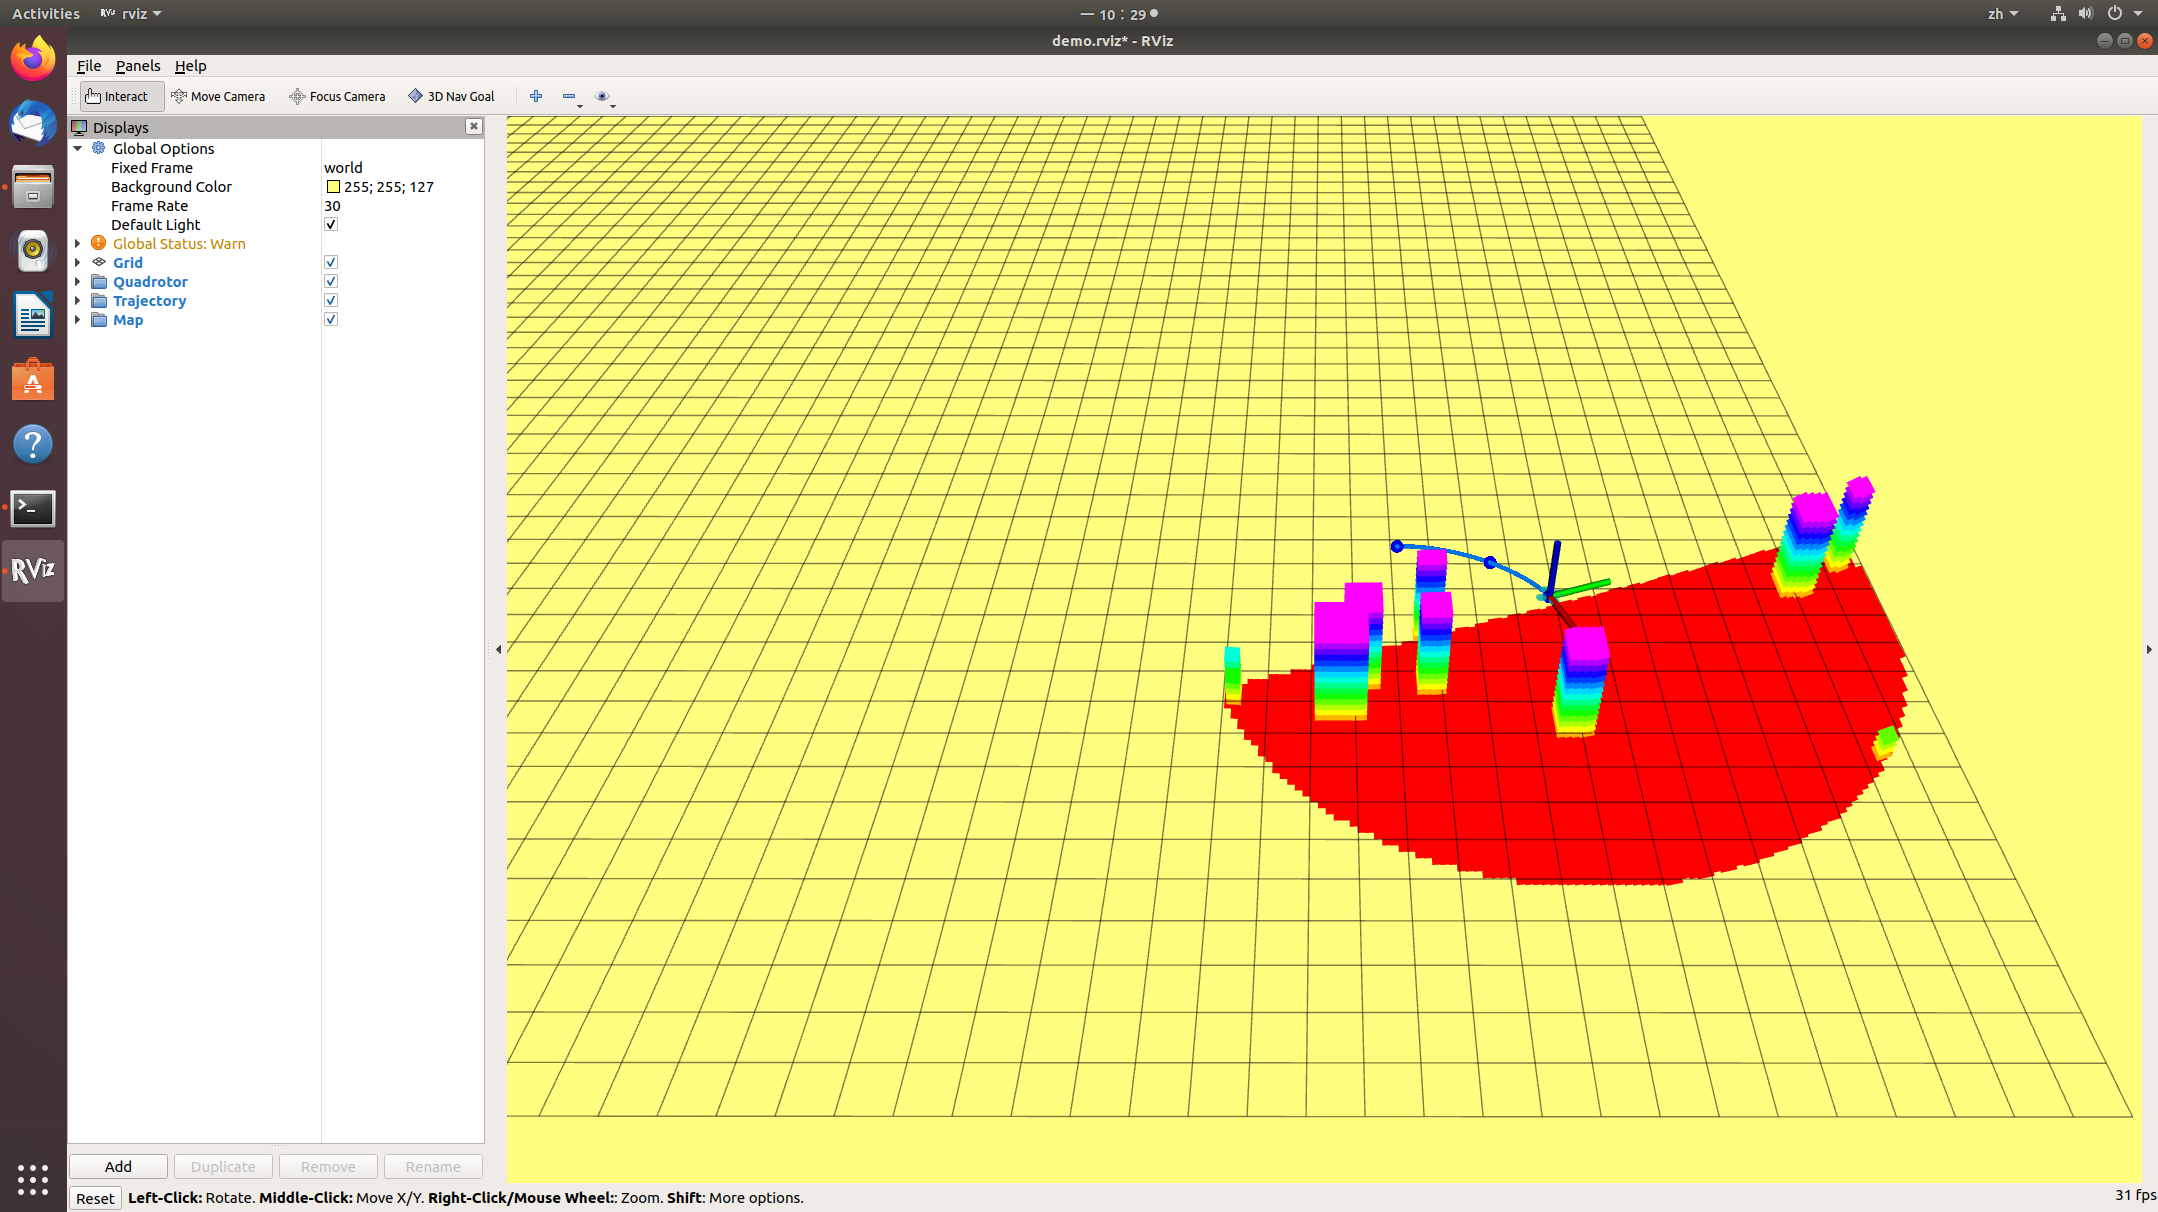 Activities
RViz rviz
一 10：29
zh
demo.rviz* - RViz
File Panels Help
Interact Move Camera Focus Camera 3D Nav Goal
Displays
Global Options
Fixed Frame world
Background Color 255; 255; 127
Frame Rate 30
Default Light
Global Status: Warn
Grid
Quadrotor
Trajectory
Map
RViz
Add Duplicate Remove Rename
Reset Left-Click: Rotate. Middle-Click: Move X/Y. Right-Click/Mouse Wheel:: Zoom. Shift: More options.
31 fps